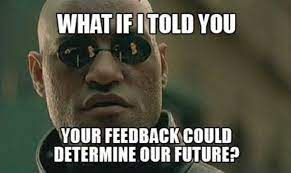 WHAT IF I TOLD YOU
YOUR FEEDBACK COULD
DETERMINE OUR FUTURE?